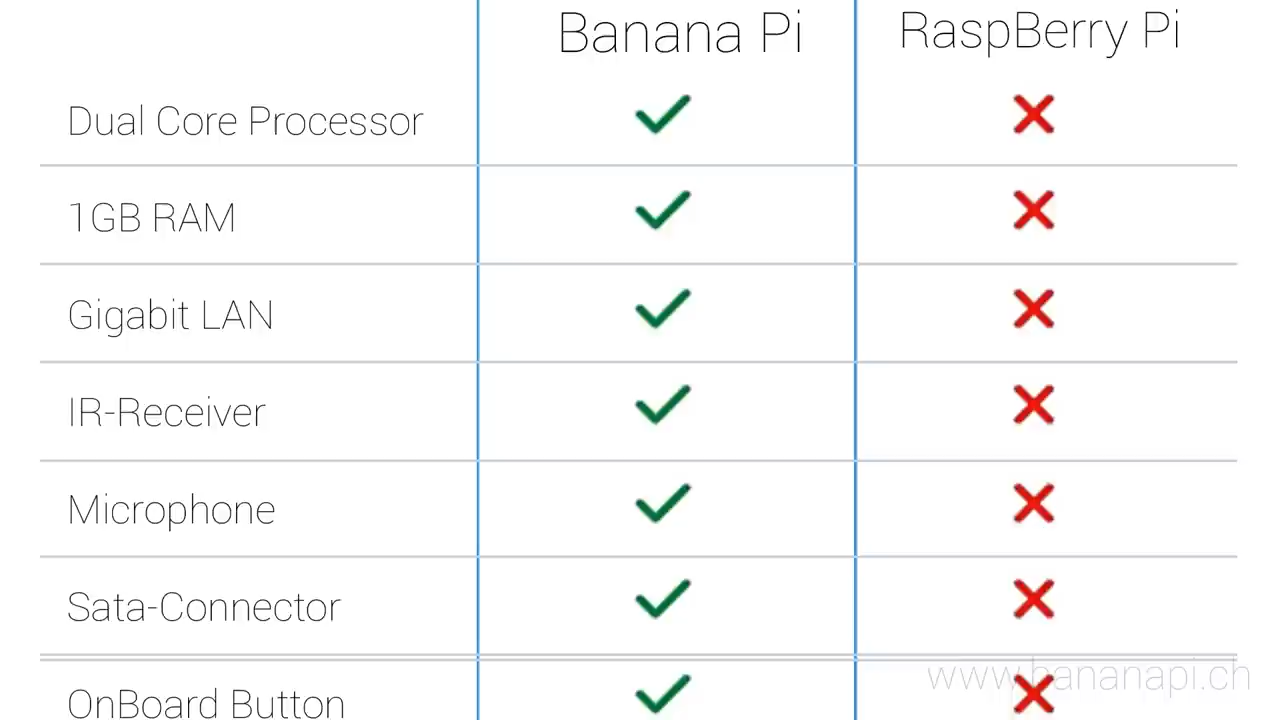 Banana Pi RaspBerry Pi
Dual Core Processor
1GB RAM
Gigabit LAN
IR-Receiver
Microphone
Sata-Connector
www.bananapi.ch
OnBoard Button